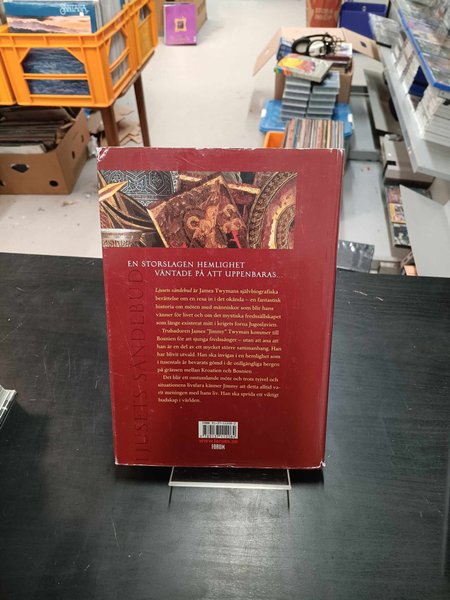 SANTANA
EN STORSLAGEN HEMLIGHET
VÄNTADE PÅ ATT UPPENBARAS...
Ljusets sändebud är James Twymans självbiografiska
berättelse om en resa in i det okända – en fantastisk
historia om möten med människor som blir hans
vänner för livet och om det mystiska fredssällskapet
som länge existerat mitt i krigets forna Jugoslavien.
Trubaduren James "Jimmy" Twyman kommer till
Bosnien för att sjunga fredssånger – utan att ana att
han är en del av ett mycket större sammanhang. Han
har blivit utvald. Han ska invigas i en hemlighet som
i tusentals år bevarats gömd i de otillgängliga bergen
på gränsen mellan Kroatien och Bosnien.
Det blir ett omtumlande möte och trots tvivel och
situationens livsfara känner Jimmy att detta alltid va-
rit meningen med hans liv. Han ska sprida ett viktigt
budskap i världen.
LJUSETS SÄNDEBUD
www.forum.se
FORUM